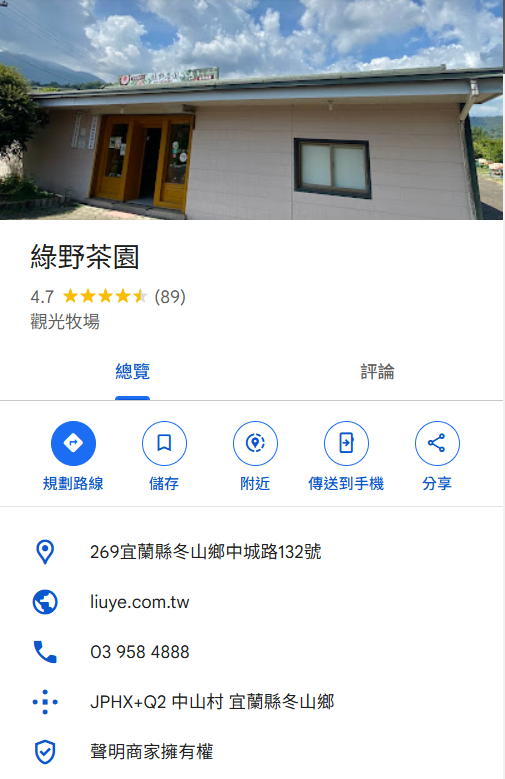 綠野茶園
4.7 (89)
觀光牧場
總覽 評論
規劃路線 儲存 附近 傳送到手機 分享
269宜蘭縣冬山鄉中城路132號
liuye.com.tw
03 958 4888
JPHX+Q2 中山村 宜蘭縣冬山鄉
聲明商家擁有權